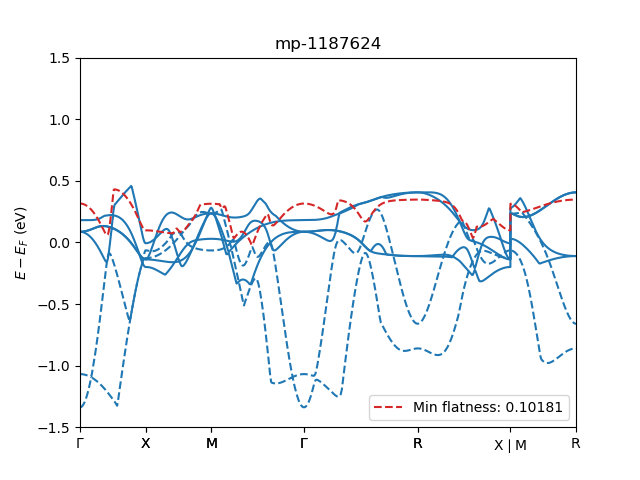 mp-1187624
E − E_F (eV)
1.5
1.0
0.5
0.0
−0.5
−1.0
−1.5
Min flatness: 0.10181
Γ X M Γ R X | M R